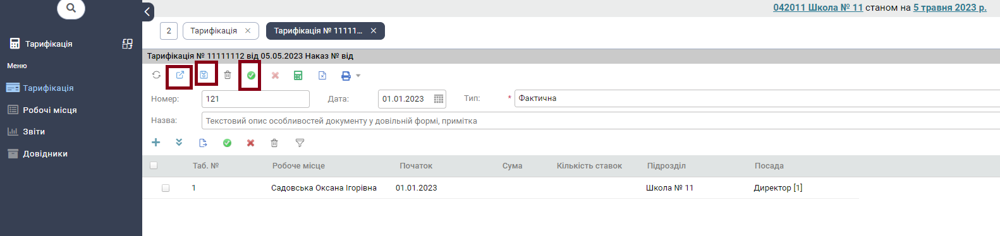 042011 Школа № 11 станом на 5 травня 2023 р.
2 Тарифікація Тарифікація № 11111...
Тарифікація
Меню
Тарифікація
Робочі місця
Звіти
Довідники
Тарифікація № 11111112 від 05.05.2023 Наказ № від
Номер: 121 Дата: 01.01.2023 Тип: * Фактична
Назва: Текстовий опис особливостей документу у довільній формі, примітка
Таб. № Робоче місце Початок Сума Кількість ставок Підрозділ Посада
1 Садовська Оксана Ігорівна 01.01.2023 Школа № 11 Директор [1]